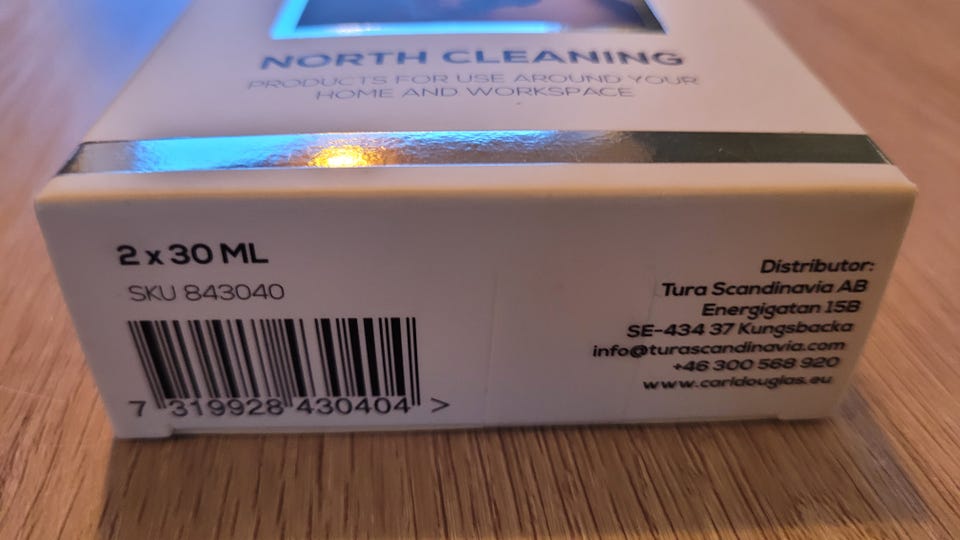 NORTH CLEANING
PRODUCTS FOR USE AROUND YOUR
HOME AND WORKSPACE
2 x 30 ML
SKU 843040
7 319928 430404 >
Distributor:
Tura Scandinavia AB
Energigatan 15B
SE-434 37 Kungsbacka
info@turascandinavia.com
+46 300 568 920
www.carldouglas.eu